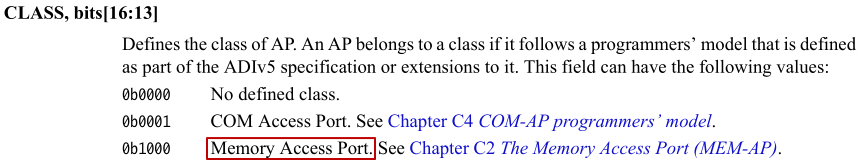 CLASS, bits[16:13]
Defines the class of AP. An AP belongs to a class if it follows a programmers’ model that is defined
as part of the ADIv5 specification or extensions to it. This field can have the following values:
0b0000 No defined class.
0b0001 COM Access Port. See Chapter C4 COM-AP programmers’ model.
0b1000 Memory Access Port. See Chapter C2 The Memory Access Port (MEM-AP).